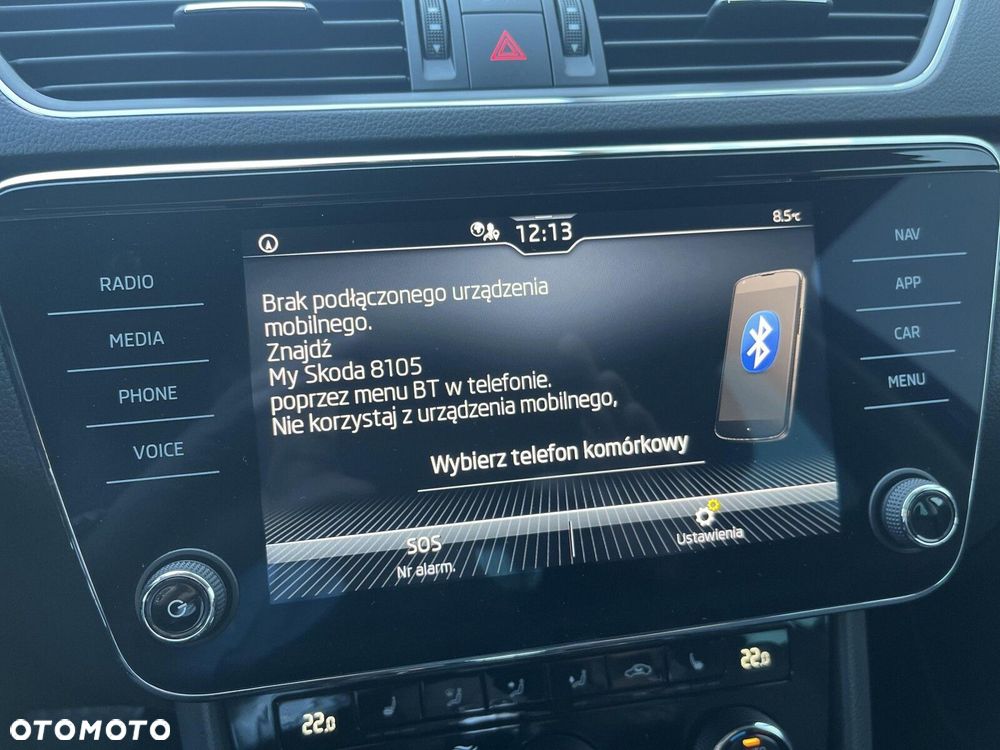 12:13
8.5°C
RADIO
MEDIA
PHONE
VOICE
NAV
APP
CAR
MENU
Brak podłączonego urządzenia
mobilnego.
Znajdź
My Skoda 8105
poprzez menu BT w telefonie.
Nie korzystaj z urządzenia mobilnego,
Wybierz telefon komórkowy
SOS
Nr alarm.
Ustawienia
22.0
22.0
OTOMOTO